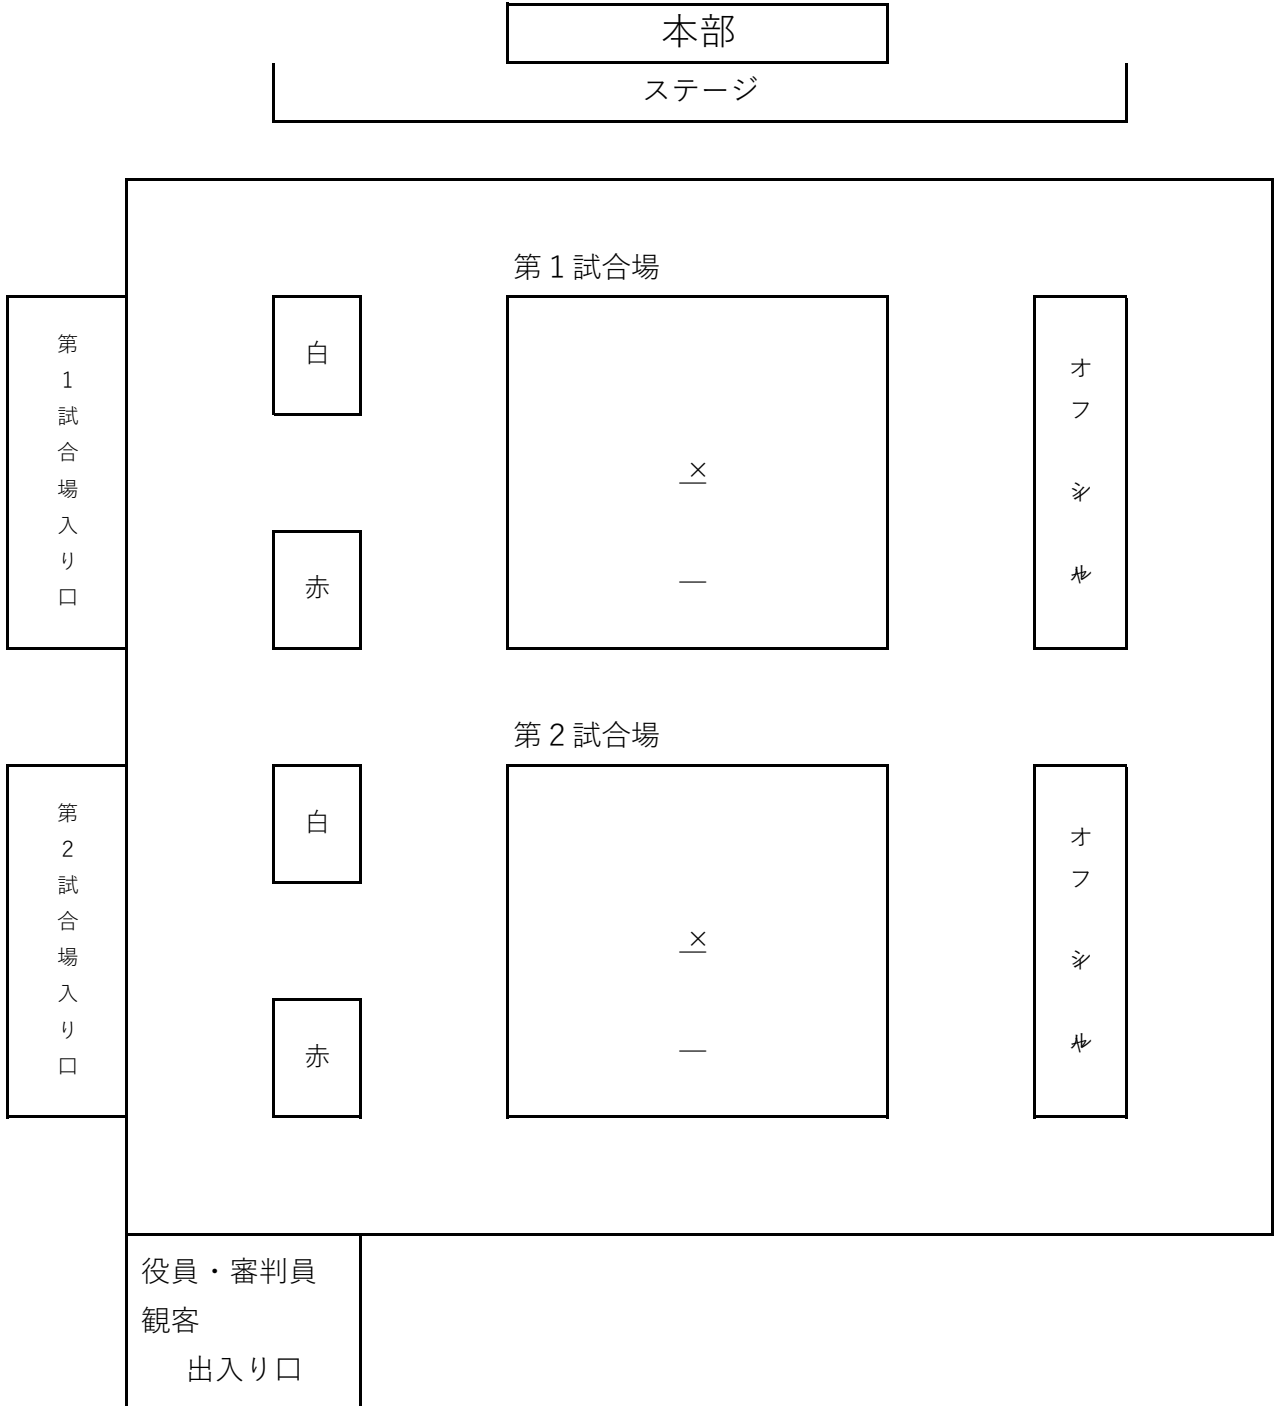 本部
ステージ
第１試合場
第1試合場入り口
白
赤
×
―
―
オフィシャル
第２試合場
第2試合場入り口
白
赤
×
―
―
オフィシャル
役員・審判員
観客
出入り口